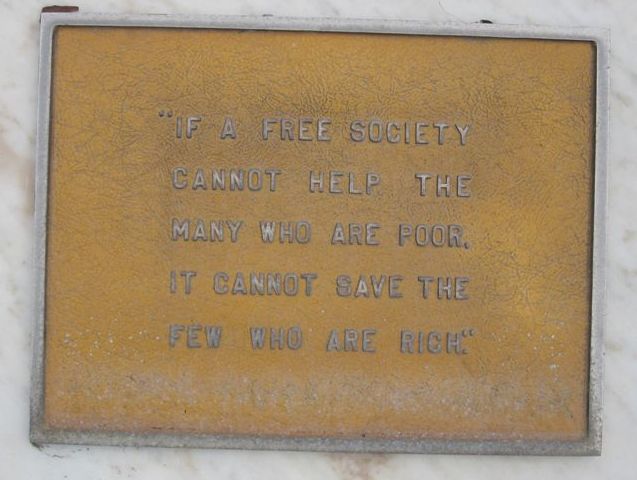 "IF A FREE SOCIETY
CANNOT HELP THE
MANY WHO ARE POOR,
IT CANNOT SAVE THE
FEW WHO ARE RICH."